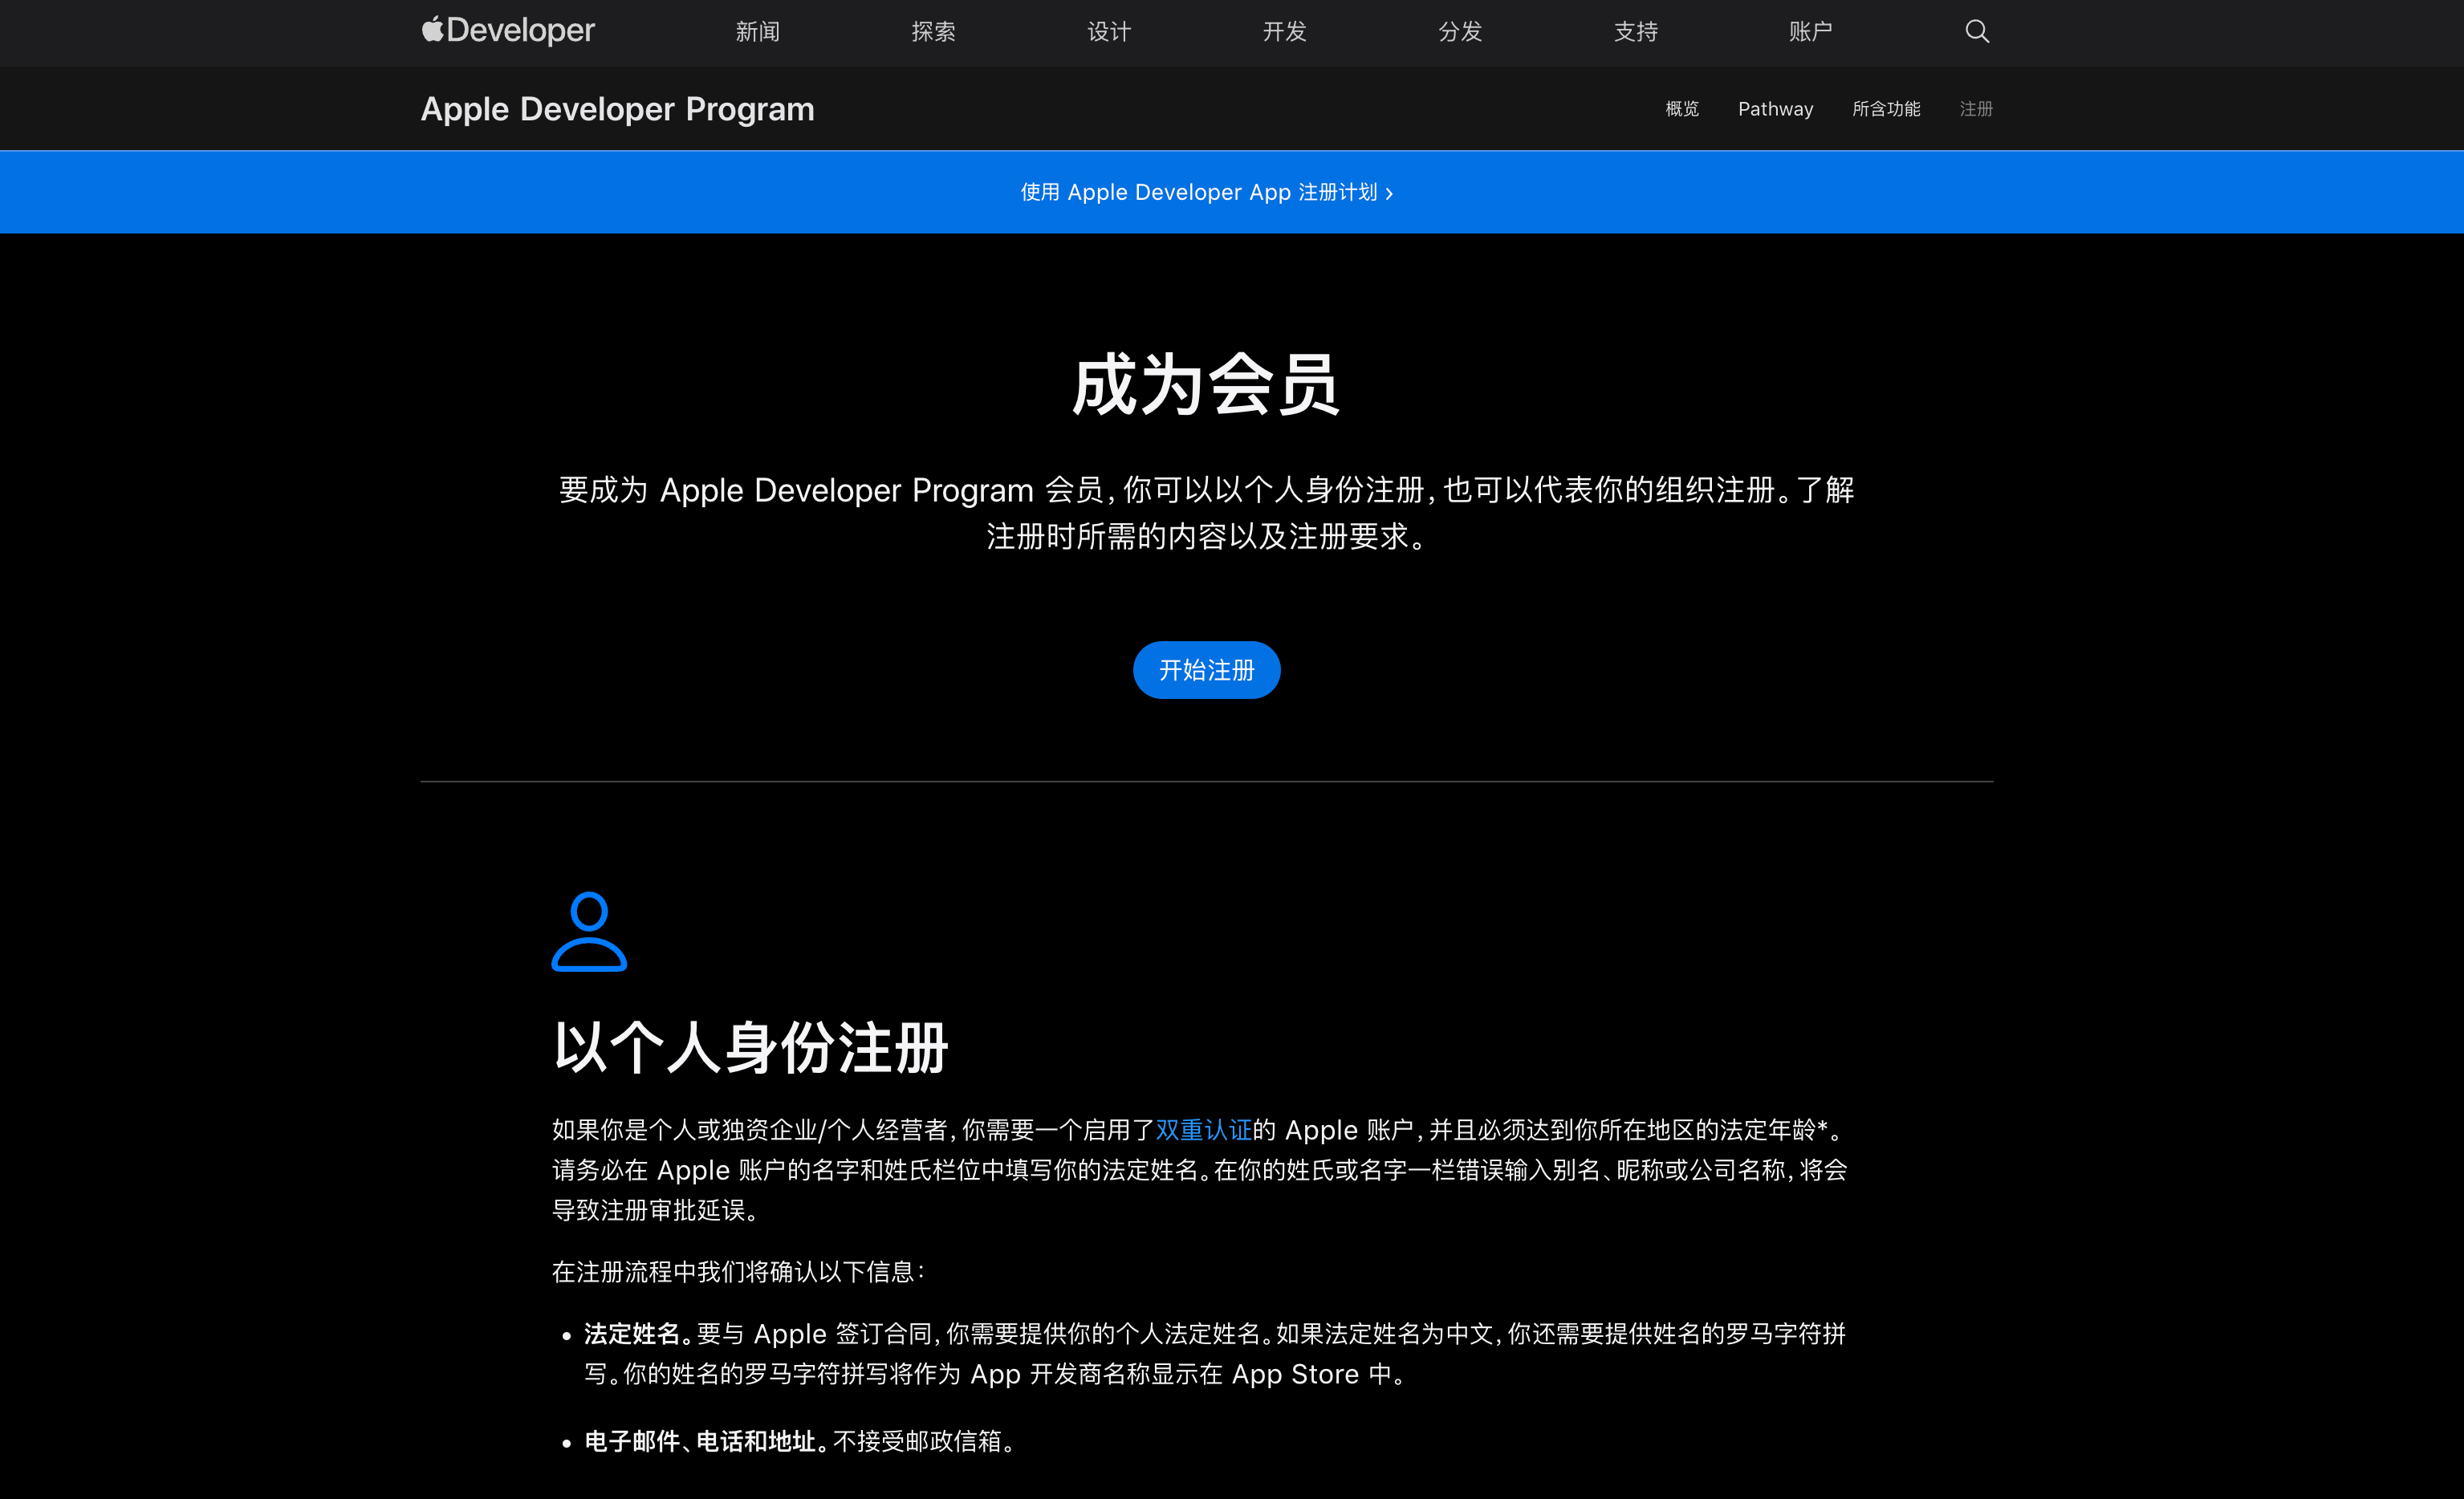 Developer
新闻
探索
设计
开发
分发
支持
账户
Apple Developer Program
概览
Pathway
所含功能
注册
使用 Apple Developer App 注册计划 ›
成为会员
要成为 Apple Developer Program 会员，你可以以个人身份注册，也可以代表你的组织注册。了解
注册时所需的内容以及注册要求。
开始注册
以个人身份注册
如果你是个人或独资企业/个人经营者，你需要一个启用了双重认证的 Apple 账户，并且必须达到你所在地区的法定年龄*。
请务必在 Apple 账户的名字和姓氏栏位中填写你的法定姓名。在你的姓氏或名字一栏错误输入别名、昵称或公司名称，将会
导致注册审批延误。
在注册流程中我们将确认以下信息：
• 法定姓名。要与 Apple 签订合同，你需要提供你的个人法定姓名。如果法定姓名为中文，你还需要提供姓名的罗马字符拼
写。你的姓名的罗马字符拼写将作为 App 开发商名称显示在 App Store 中。
• 电子邮件、电话和地址。不接受邮政信箱。